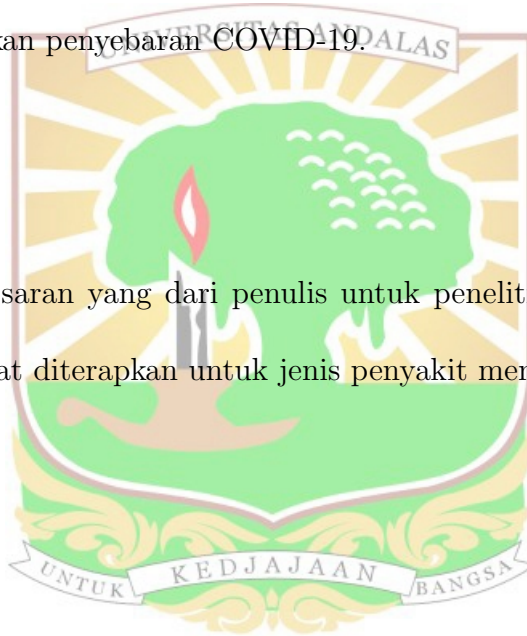 kan penyebaran COVID-19.
UNIVERSITAS ANDALAS
saran yang dari penulis untuk penelit
at diterapkan untuk jenis penyakit mer
UNTUK KEDJAJAAN BANGSA